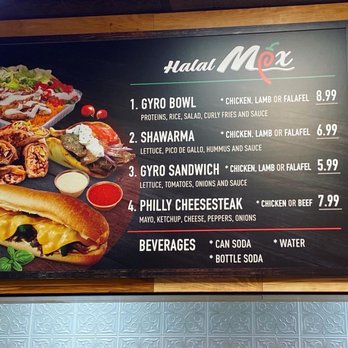 Halal Mex
1. GYRO BOWL * CHICKEN, LAMB OR FALAFEL 8.99
PROTEINS, RICE, SALAD, CURLY FRIES AND SAUCE
2. SHAWARMA * CHICKEN, LAMB OR FALAFEL 6.99
LETTUCE, PICO DE GALLO, HUMMUS AND SAUCE
3. GYRO SANDWICH * CHICKEN, LAMB OR FALAFEL 5.99
LETTUCE, TOMATOES, ONIONS AND SAUCE
4. PHILLY CHEESESTEAK * CHICKEN OR BEEF 7.99
MAYO, KETCHUP, CHEESE, PEPPERS, ONIONS
BEVERAGES * CAN SODA * WATER
* BOTTLE SODA